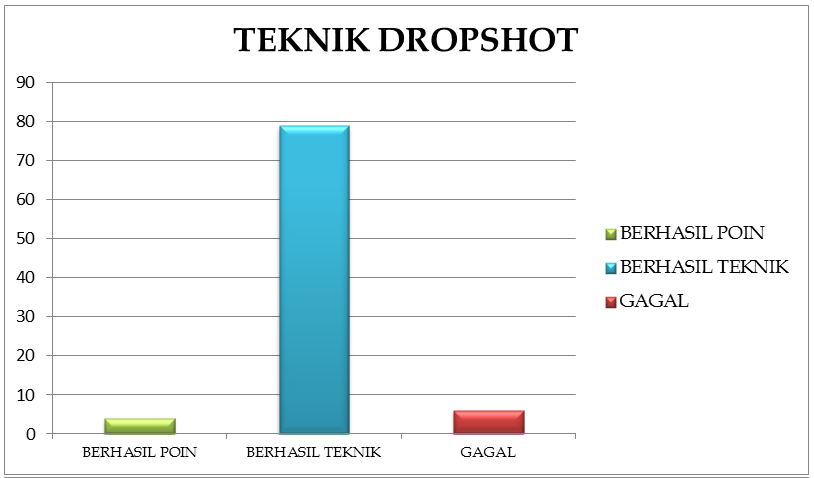 TEKNIK DROPSHOT
90
80
70
60
50
40
30
20
10
0
BERHASIL POIN
BERHASIL TEKNIK
GAGAL
BERHASIL POIN
BERHASIL TEKNIK
GAGAL